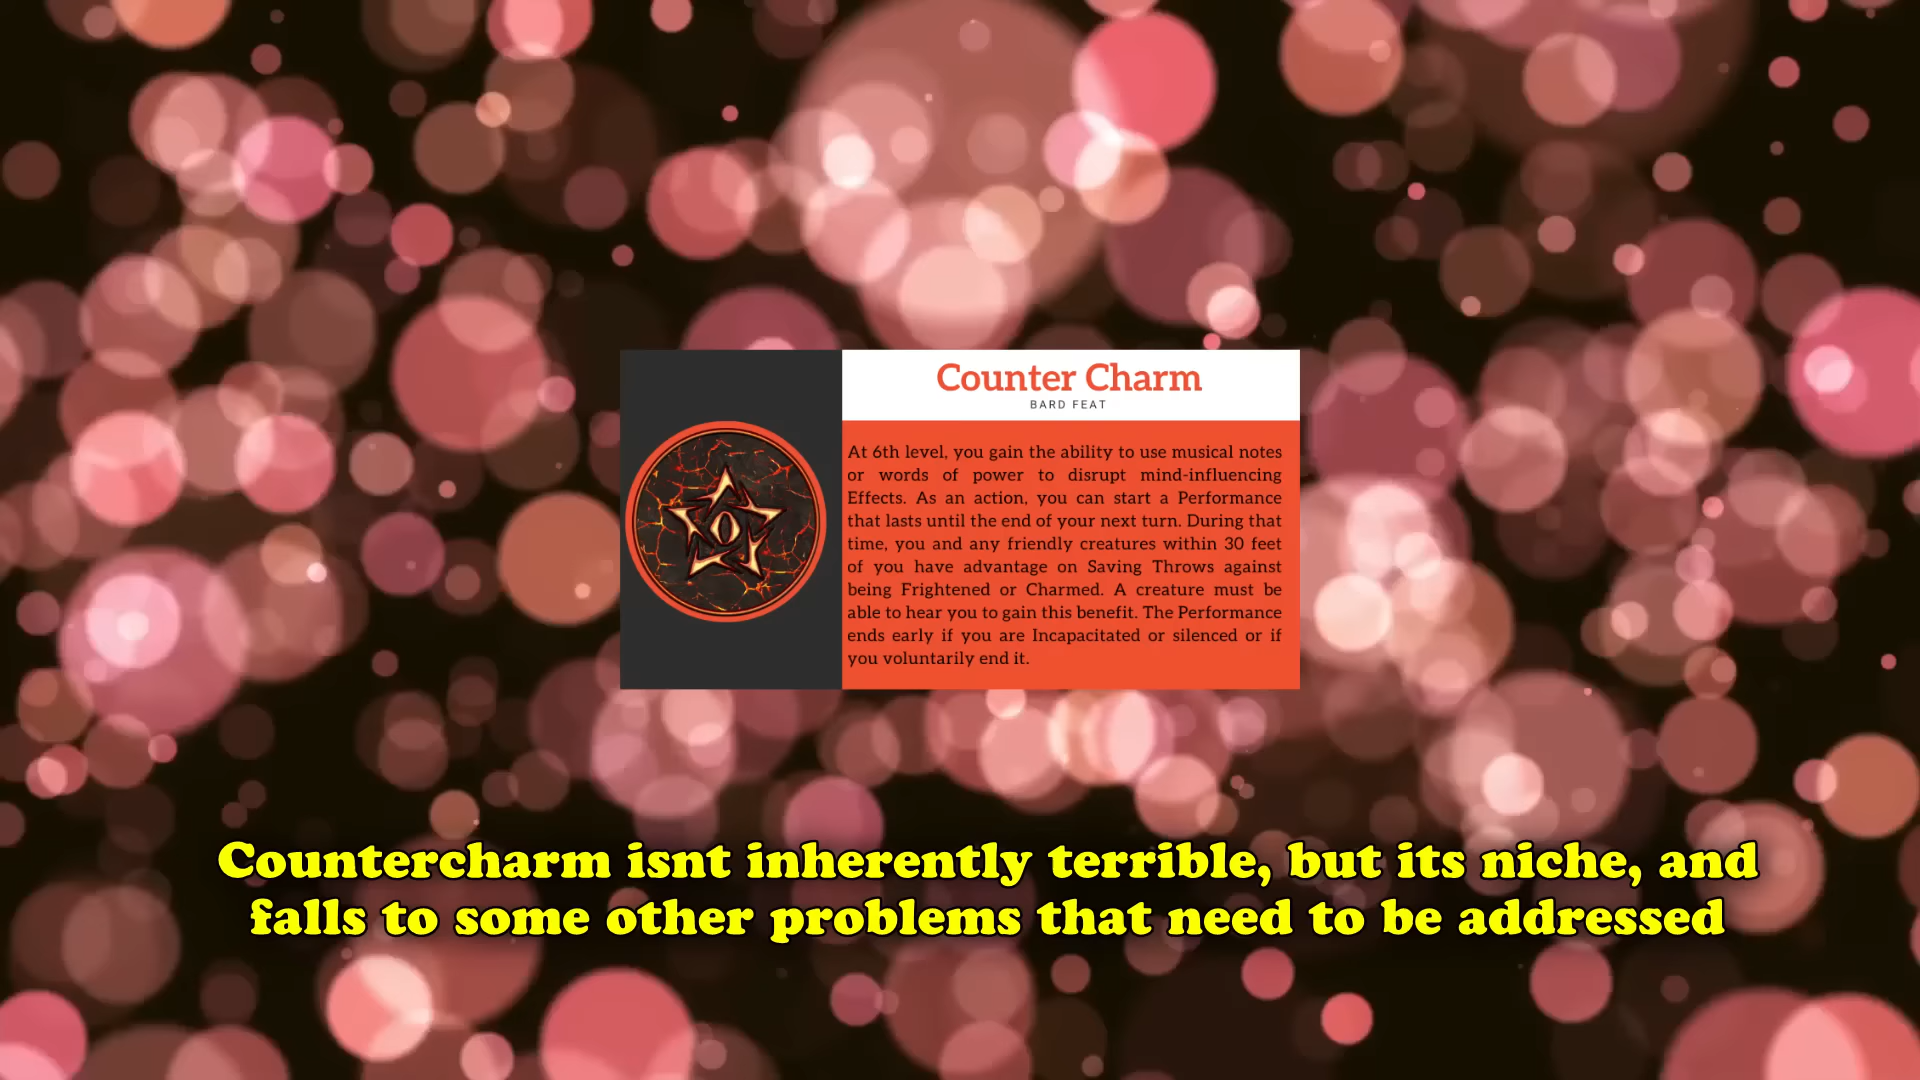 Counter Charm
BARD FEAT
At 6th level, you gain the ability to use musical notes
or words of power to disrupt mind-influencing
Effects. As an action, you can start a Performance
that lasts until the end of your next turn. During that
time, you and any friendly creatures within 30 feet
of you have advantage on Saving Throws against
being Frightened or Charmed. A creature must be
able to hear you to gain this benefit. The Performance
ends early if you are Incapacitated or silenced or if
you voluntarily end it.
Countercharm isnt inherently terrible, but its niche, and
falls to some other problems that need to be addressed